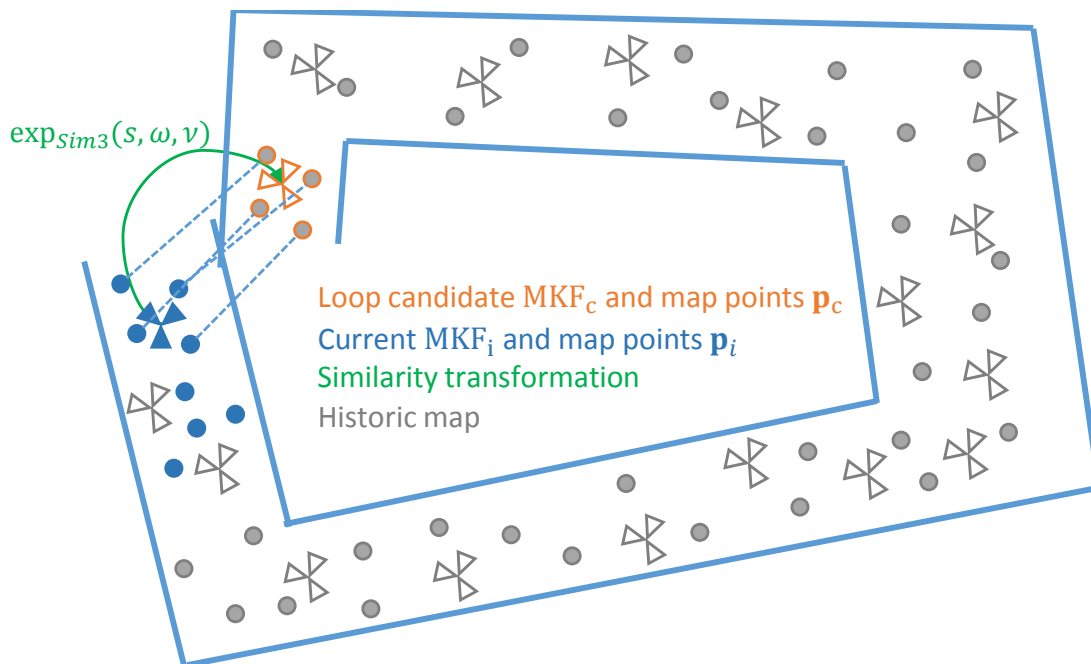 exp_{Sim3}(s, ω, ν)
Loop candidate MKF_c and map points p_c
Current MKF_i and map points p_i
Similarity transformation
Historic map